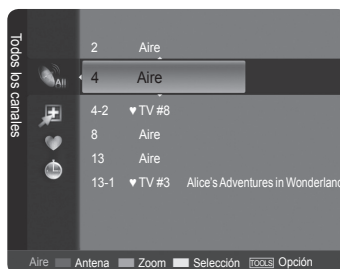 Todos los canales
All
2 Aire
4 Aire
4-2 ♥ TV #8
8 Aire
13 Aire
13-1 ♥ TV #3 Alice's Adventures in Wonderland
Aire Antena Zoom Selección TOOLS Opción